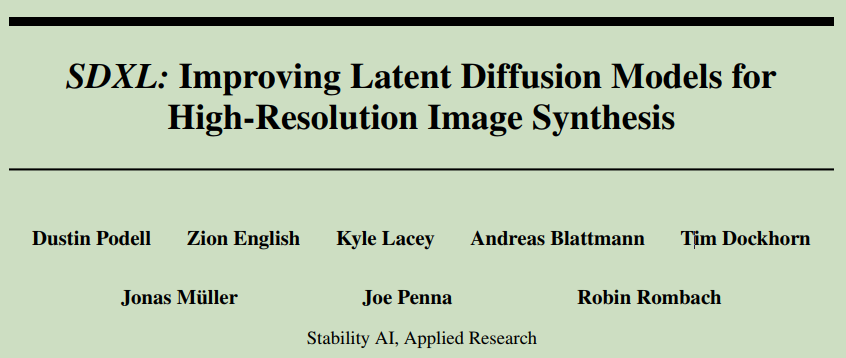 SDXL: Improving Latent Diffusion Models for
High-Resolution Image Synthesis
Dustin Podell Zion English Kyle Lacey Andreas Blattmann Tim Dockhorn
Jonas Müller Joe Penna Robin Rombach
Stability AI, Applied Research